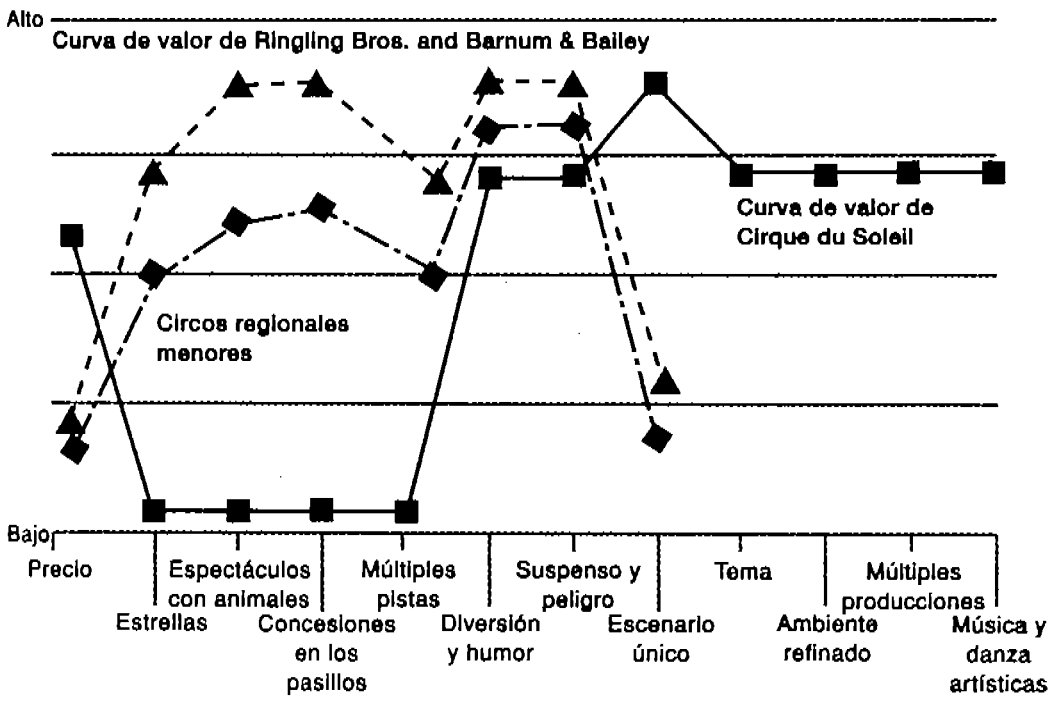 Alto
Curva de valor de Ringling Bros. and Barnum & Bailey
Curva de valor de
Cirque du Soleil
Circos regionales
menores
Bajo
Precio
Estrellas
Espectáculos
con animales
Concesiones
en los
pasillos
Múltiples
pistas
Diversión
y humor
Suspenso y
peligro
Escenario
único
Tema
Ambiente
refinado
Múltiples
producciones
Música y
danza
artísticas